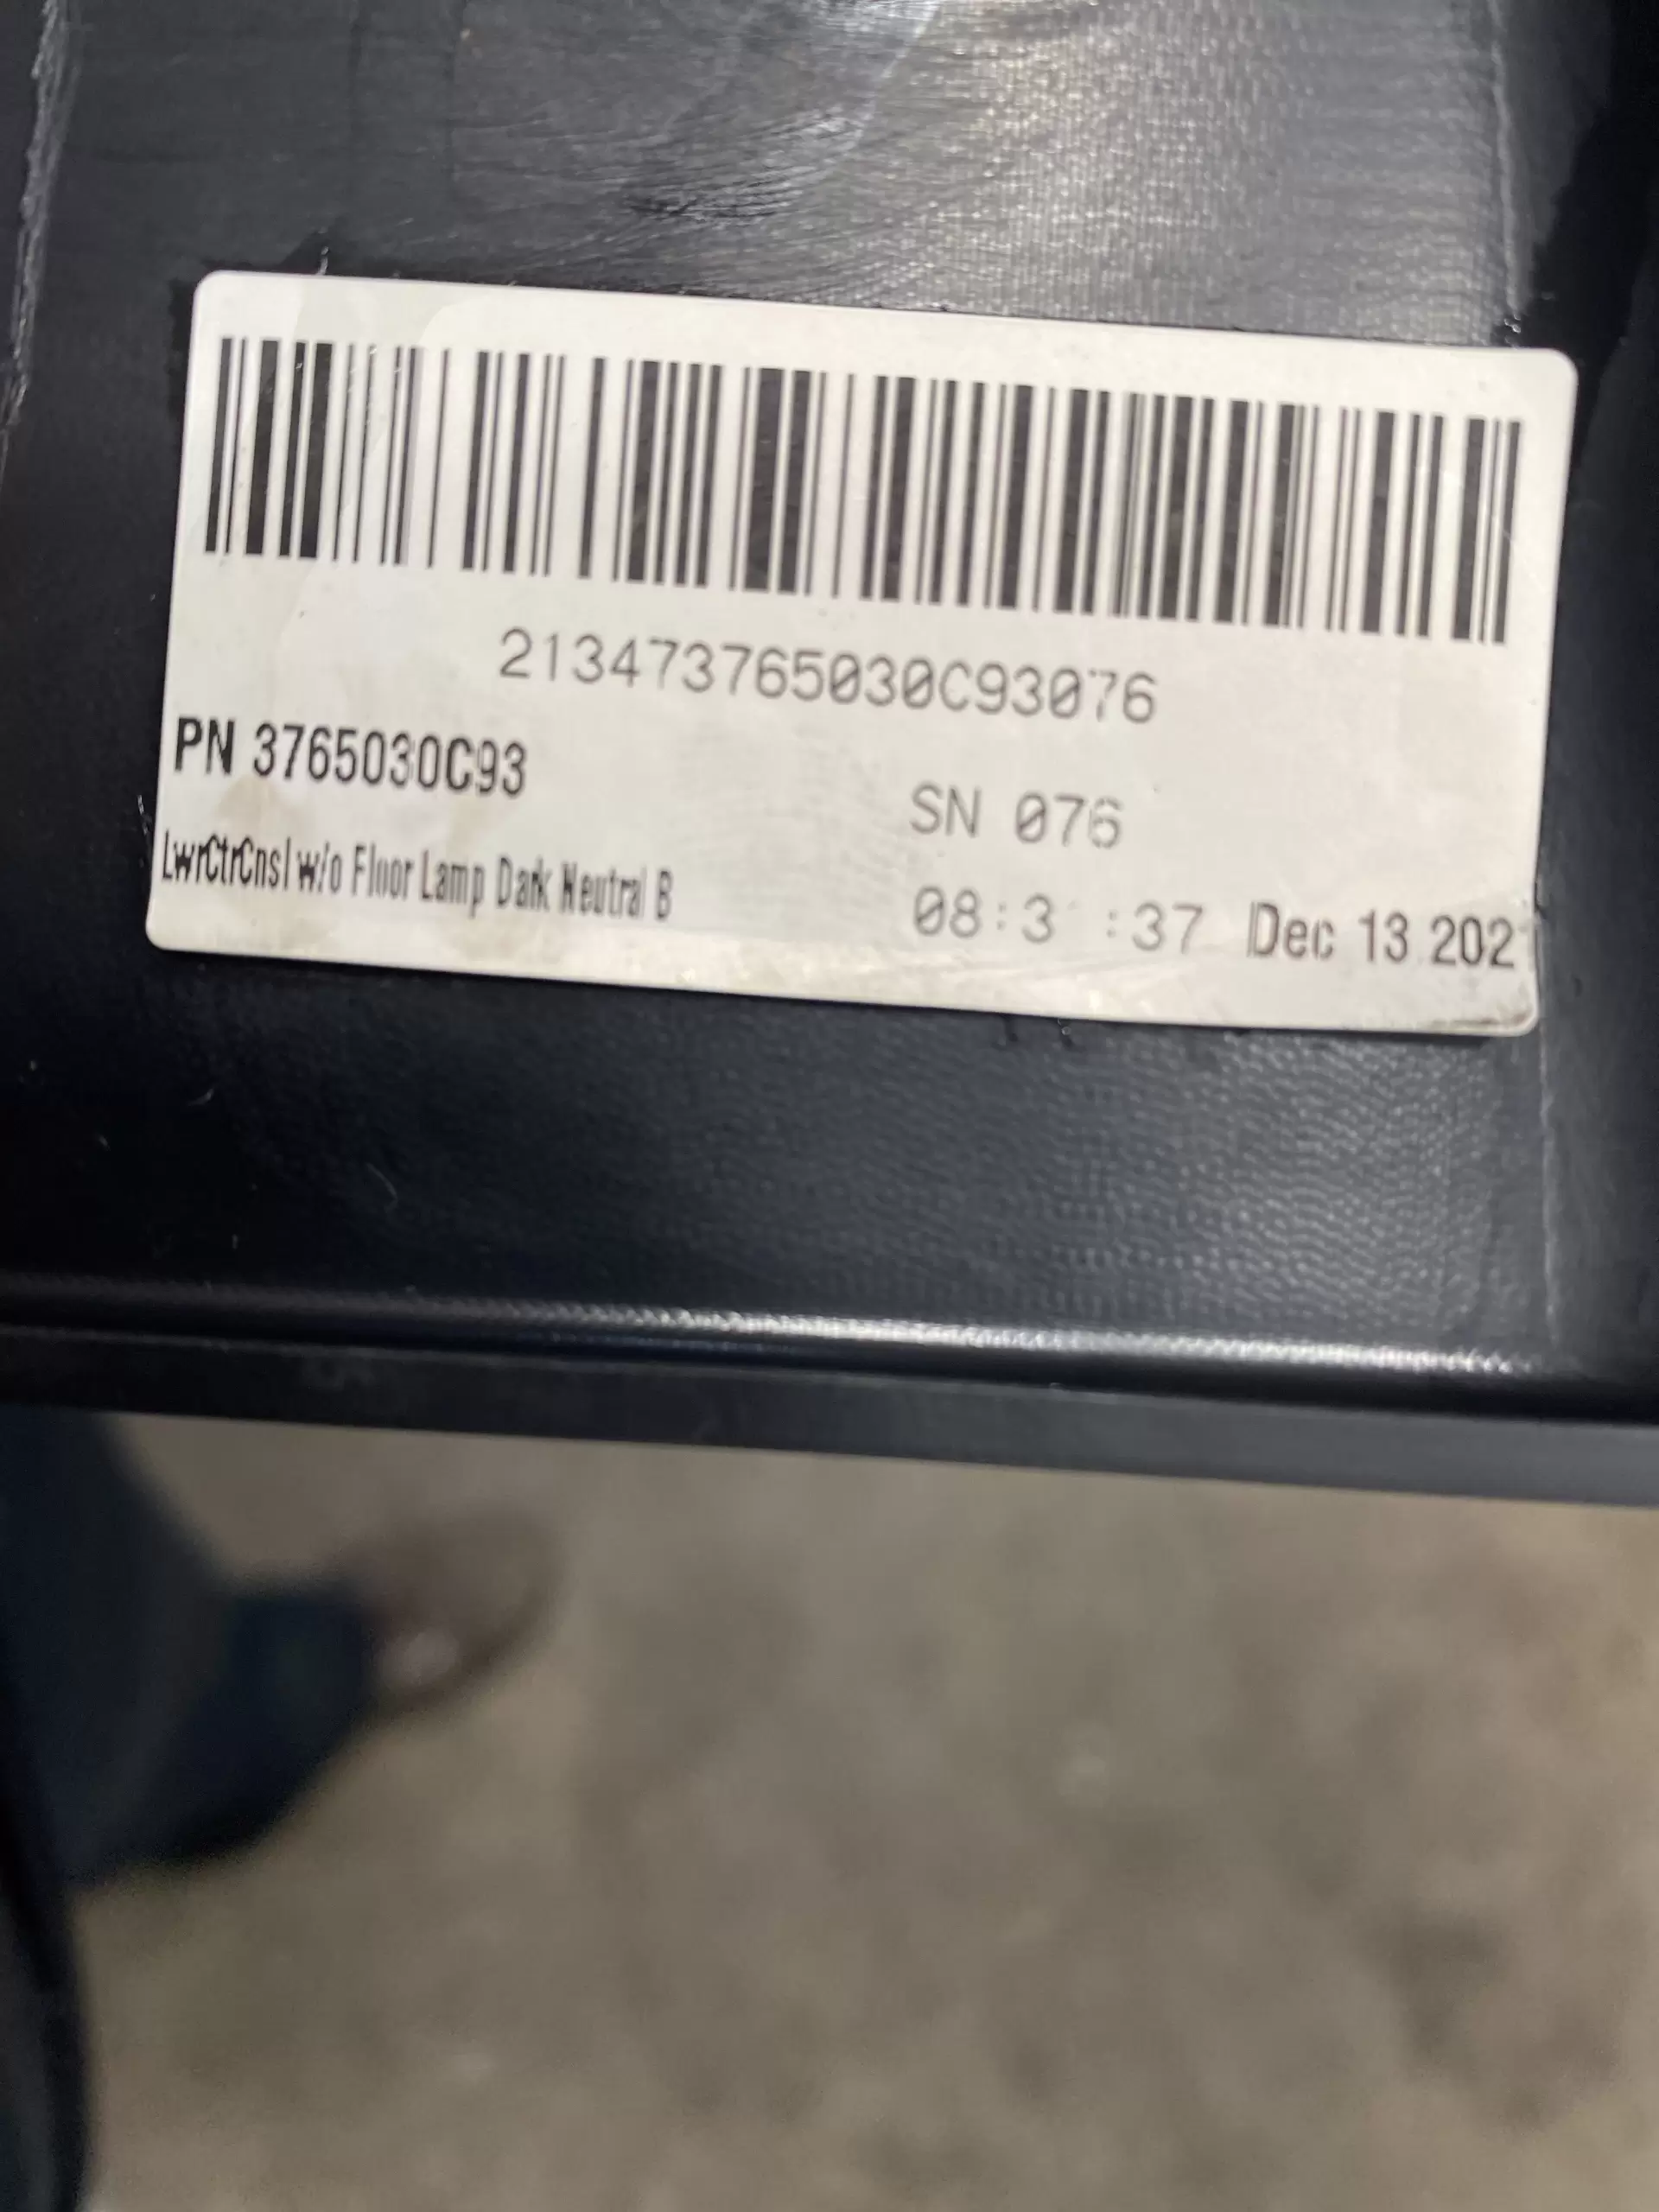 213473765030C93076
PN 3765030C93
SN 076
LwrCtrCnsl w/o Floor Lamp Dark Neutral B
08:3 :37 Dec 13 202